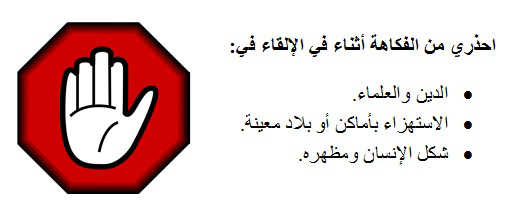 احذري من الفكاهة أثناء في الإلقاء في:
• الدين والعلماء.
• الاستهزاء بأماكن أو بلاد معينة.
• شكل الإنسان ومظهره.